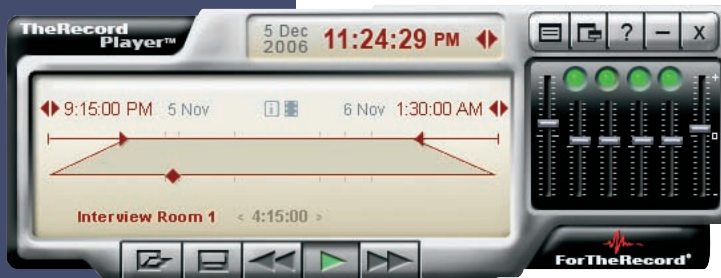 TheRecord
Player™
5 Dec
2006
11:24:29 PM
? – X
9:15:00 PM 5 Nov
i
6 Nov 1:30:00 AM
+
Interview Room 1 < 4:15:00 >
ForTheRecord®